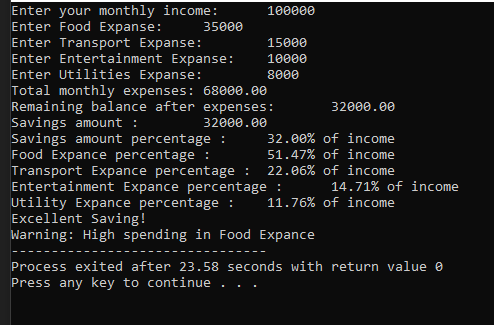 Enter your monthly income:      100000
Enter Food Expanse:     35000
Enter Transport Expanse:        15000
Enter Entertainment Expanse:    10000
Enter Utilities Expanse:        8000
Total monthly expenses: 68000.00
Remaining balance after expenses:       32000.00
Savings amount :        32000.00
Savings amount percentage :     32.00% of income
Food Expance percentage :       51.47% of income
Transport Expance percentage :  22.06% of income
Entertainment Expance percentage :      14.71% of income
Utility Expance percentage :    11.76% of income
Excellent Saving!
Warning: High spending in Food Expance
--------------------------------
Process exited after 23.58 seconds with return value 0
Press any key to continue . . .